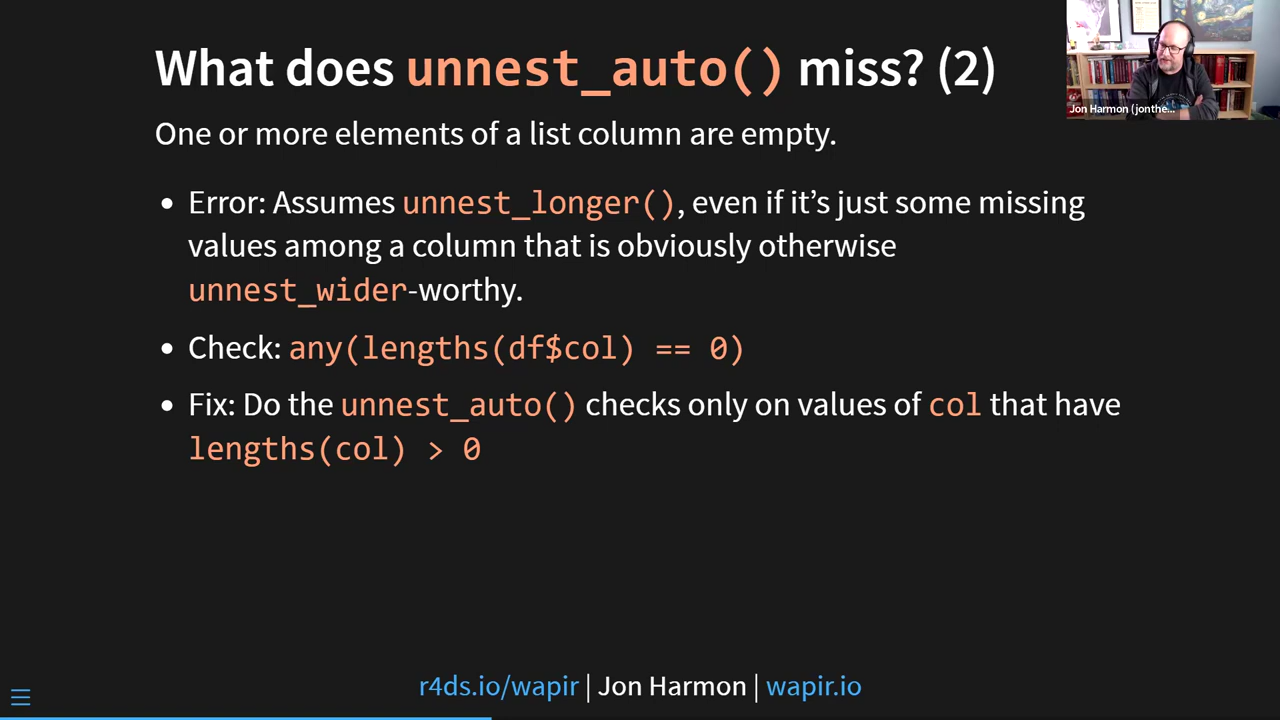 What does unnest_auto() miss? (2)
Jon Harmon (jonthe...
One or more elements of a list column are empty.
• Error: Assumes unnest_longer(), even if it’s just some missing
values among a column that is obviously otherwise
unnest_wider-worthy.
• Check: any(lengths(df$col) == 0)
• Fix: Do the unnest_auto() checks only on values of col that have
lengths(col) > 0
r4ds.io/wapir | Jon Harmon | wapir.io